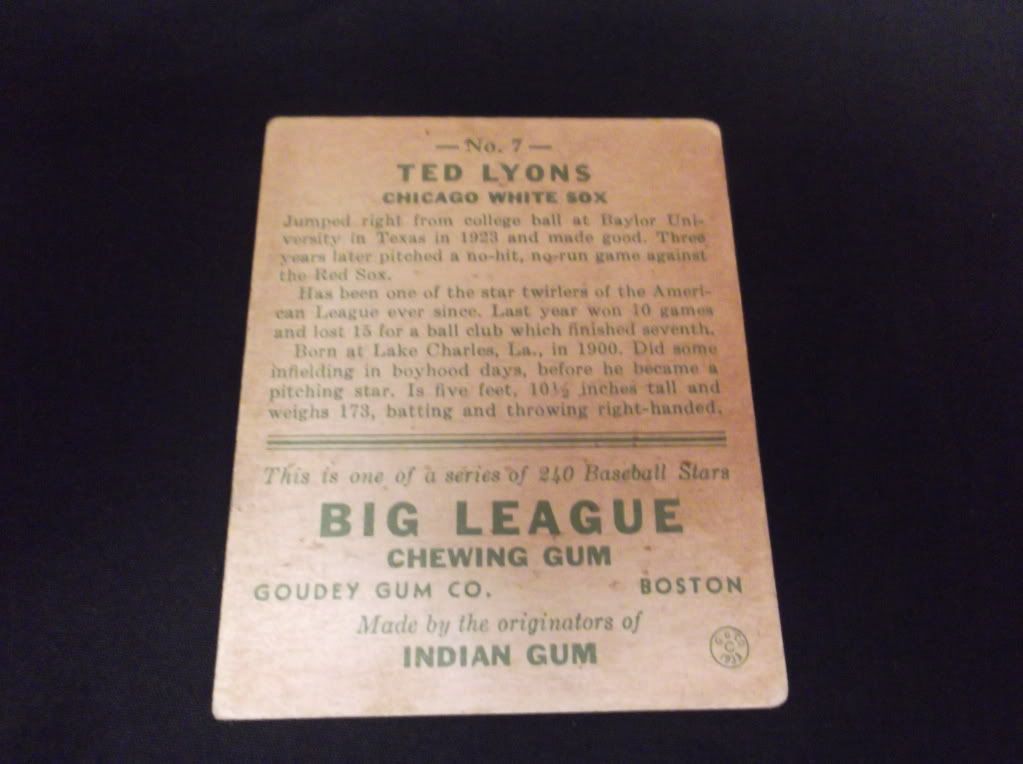 — No. 7 —
TED LYONS
CHICAGO WHITE SOX
Jumped right from college ball at Baylor Uni-
versity in Texas in 1923 and made good. Three
years later pitched a no-hit, no-run game against
the Red Sox.
Has been one of the star twirlers of the Ameri-
can League ever since. Last year won 10 games
and lost 15 for a ball club which finished seventh.
Born at Lake Charles, La., in 1900. Did some
infielding in boyhood days, before he became a
pitching star. Is five feet, 10½ inches tall and
weighs 173, batting and throwing right-handed.
This is one of a series of 240 Baseball Stars
BIG LEAGUE
CHEWING GUM
GOUDEY GUM CO. BOSTON
Made by the originators of
INDIAN GUM
G.G.CO.
©
1933